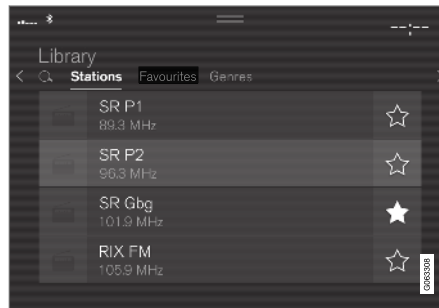 --:--
Library
Stations Favourites Genres
SR P1
89.3 MHz
SR P2
96.3 MHz
SR Gbg
101.9 MHz
RIX FM
105.9 MHz
G063308